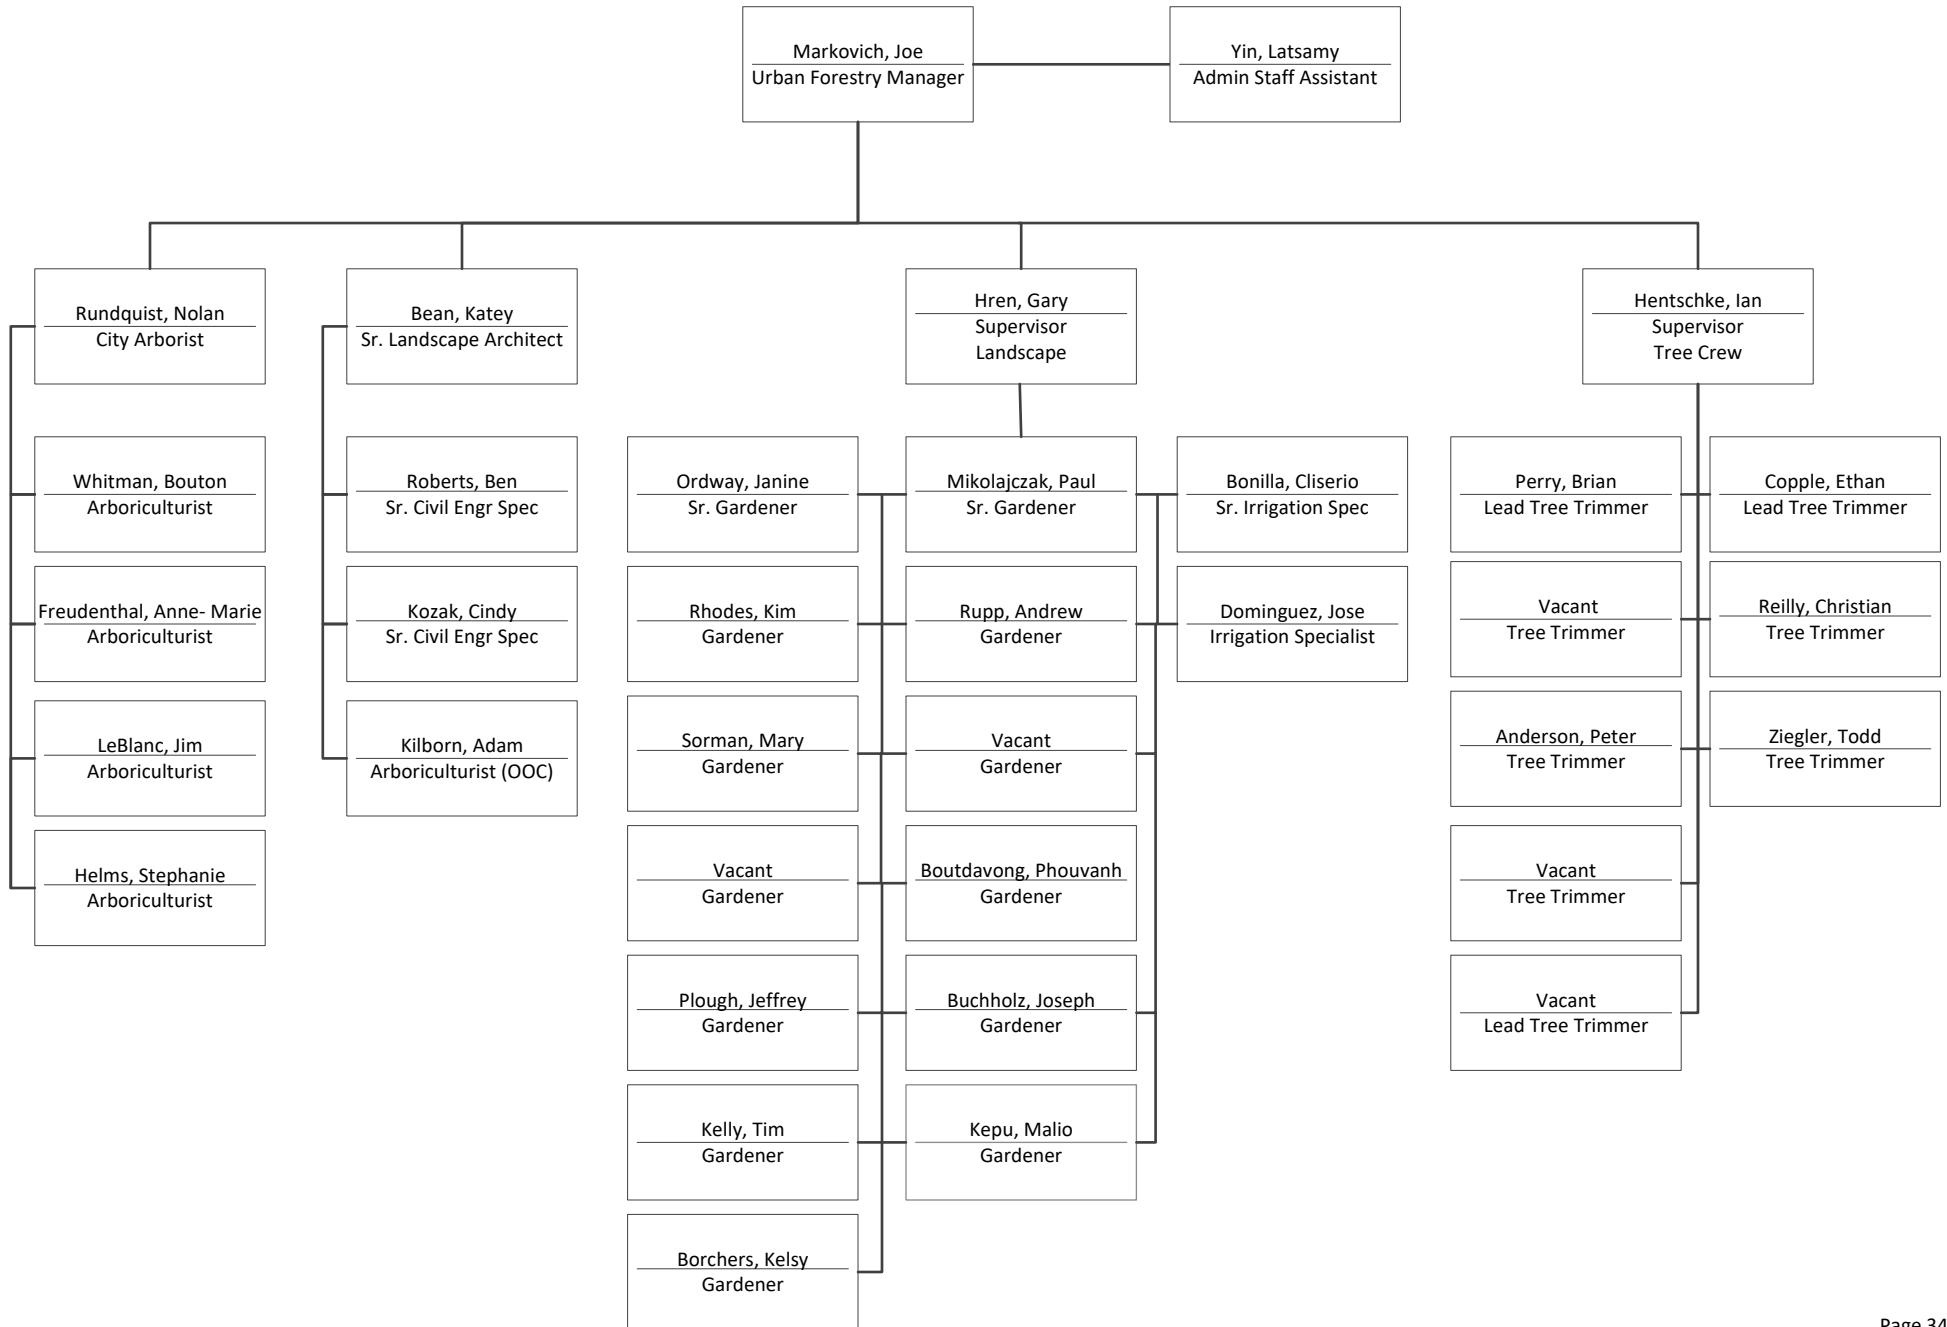 Markovich, Joe
Urban Forestry Manager
Yin, Latsamy
Admin Staff Assistant
Rundquist, Nolan
City Arborist
Bean, Katey
Sr. Landscape Architect
Hren, Gary
Supervisor
Landscape
Hentschke, Ian
Supervisor
Tree Crew
Whitman, Bouton
Arboriculturist
Freudenthal, Anne- Marie
Arboriculturist
LeBlanc, Jim
Arboriculturist
Helms, Stephanie
Arboriculturist
Roberts, Ben
Sr. Civil Engr Spec
Kozak, Cindy
Sr. Civil Engr Spec
Kilborn, Adam
Arboriculturist (OOC)
Ordway, Janine
Sr. Gardener
Mikolajczak, Paul
Sr. Gardener
Bonilla, Cliserio
Sr. Irrigation Spec
Rhodes, Kim
Gardener
Rupp, Andrew
Gardener
Dominguez, Jose
Irrigation Specialist
Sorman, Mary
Gardener
Vacant
Gardener
Vacant
Gardener
Boutdavong, Phouvanh
Gardener
Plough, Jeffrey
Gardener
Buchholz, Joseph
Gardener
Kelly, Tim
Gardener
Kepu, Malio
Gardener
Borchers, Kelsy
Gardener
Perry, Brian
Lead Tree Trimmer
Copple, Ethan
Lead Tree Trimmer
Vacant
Tree Trimmer
Reilly, Christian
Tree Trimmer
Anderson, Peter
Tree Trimmer
Ziegler, Todd
Tree Trimmer
Vacant
Tree Trimmer
Vacant
Lead Tree Trimmer
Page 34